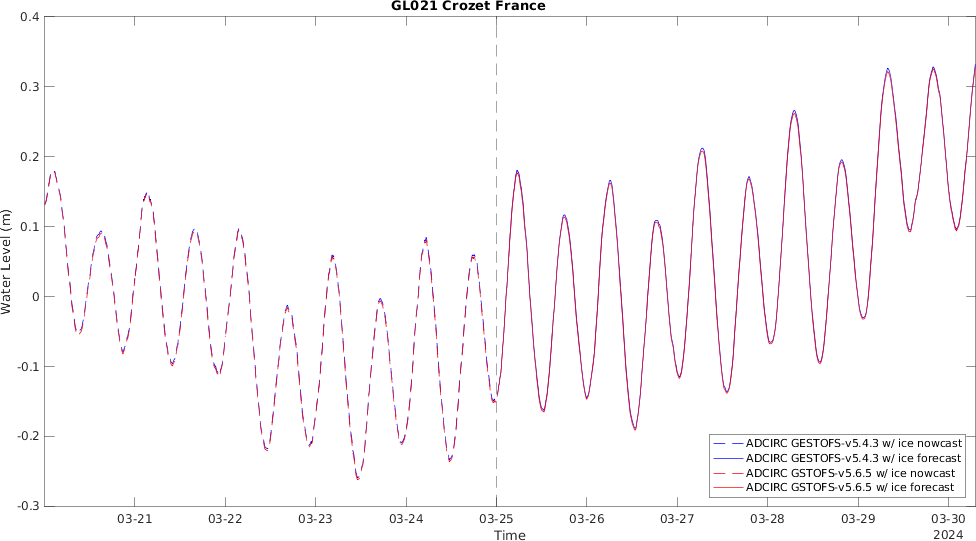 GL021 Crozet France
0.4
0.3
0.2
0.1
0
-0.1
-0.2
-0.3
Water Level (m)
03-21
03-22
03-23
03-24
03-25
03-26
03-27
03-28
03-29
03-30
2024
Time
ADCIRC GESTOFS-v5.4.3 w/ ice nowcast
ADCIRC GESTOFS-v5.4.3 w/ ice forecast
ADCIRC GSTOFS-v5.6.5 w/ ice nowcast
ADCIRC GSTOFS-v5.6.5 w/ ice forecast